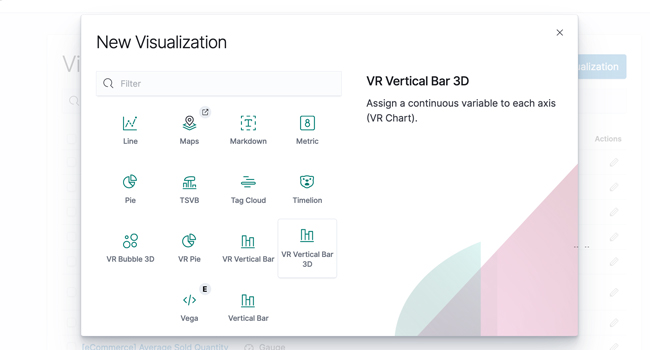 New Visualization
Vi
alization
Filter
VR Vertical Bar 3D
Assign a continuous variable to each axis
(VR Chart).
Line
Maps
Markdown
Metric
Actions
Pie
TSVB
Tag Cloud
Timelion
VR Bubble 3D
VR Pie
VR Vertical Bar
VR Vertical Bar
3D
E
Vega
Vertical Bar
[eCommerce] Average Sold Quantity
Gauge